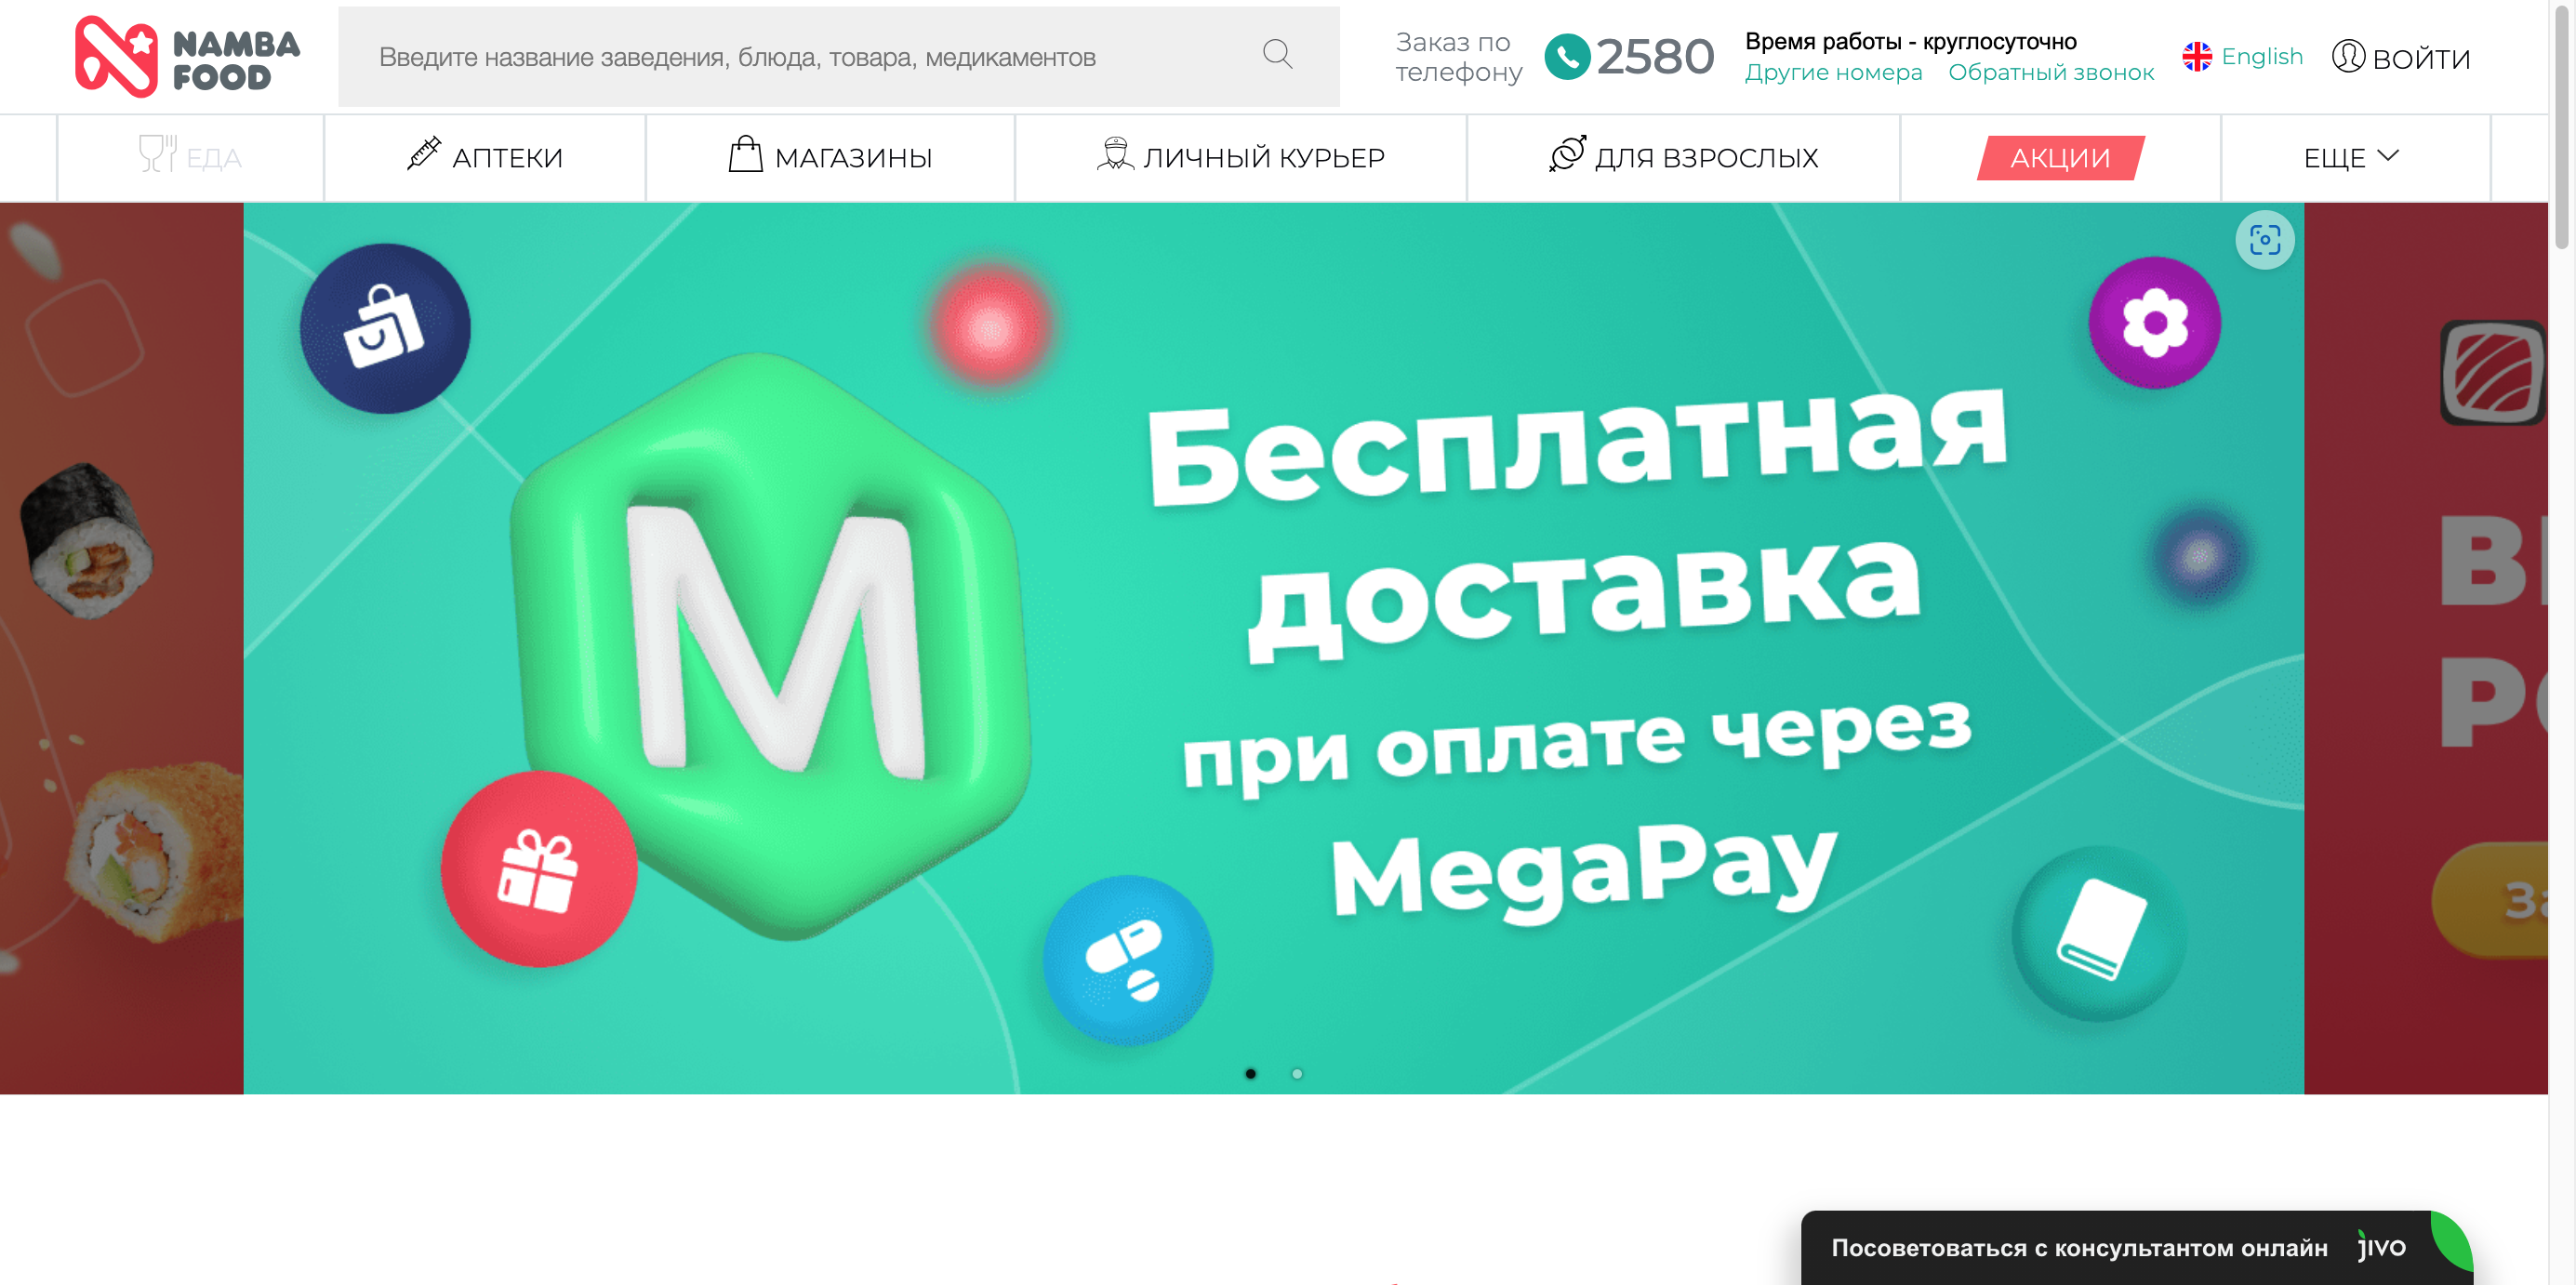 NAMBA
FOOD
Введите название заведения, блюда, товара, медикаментов
Заказ по
телефону
2580
Время работы - круглосуточно
Другие номера Обратный звонок
English
ВОЙТИ
ЕДА
АПТЕКИ
МАГАЗИНЫ
ЛИЧНЫЙ КУРЬЕР
ДЛЯ ВЗРОСЛЫХ
АКЦИИ
ЕЩЕ
M
Бесплатная
доставка
при оплате через
MegaPay
Посоветоваться с консультантом онлайн jivo